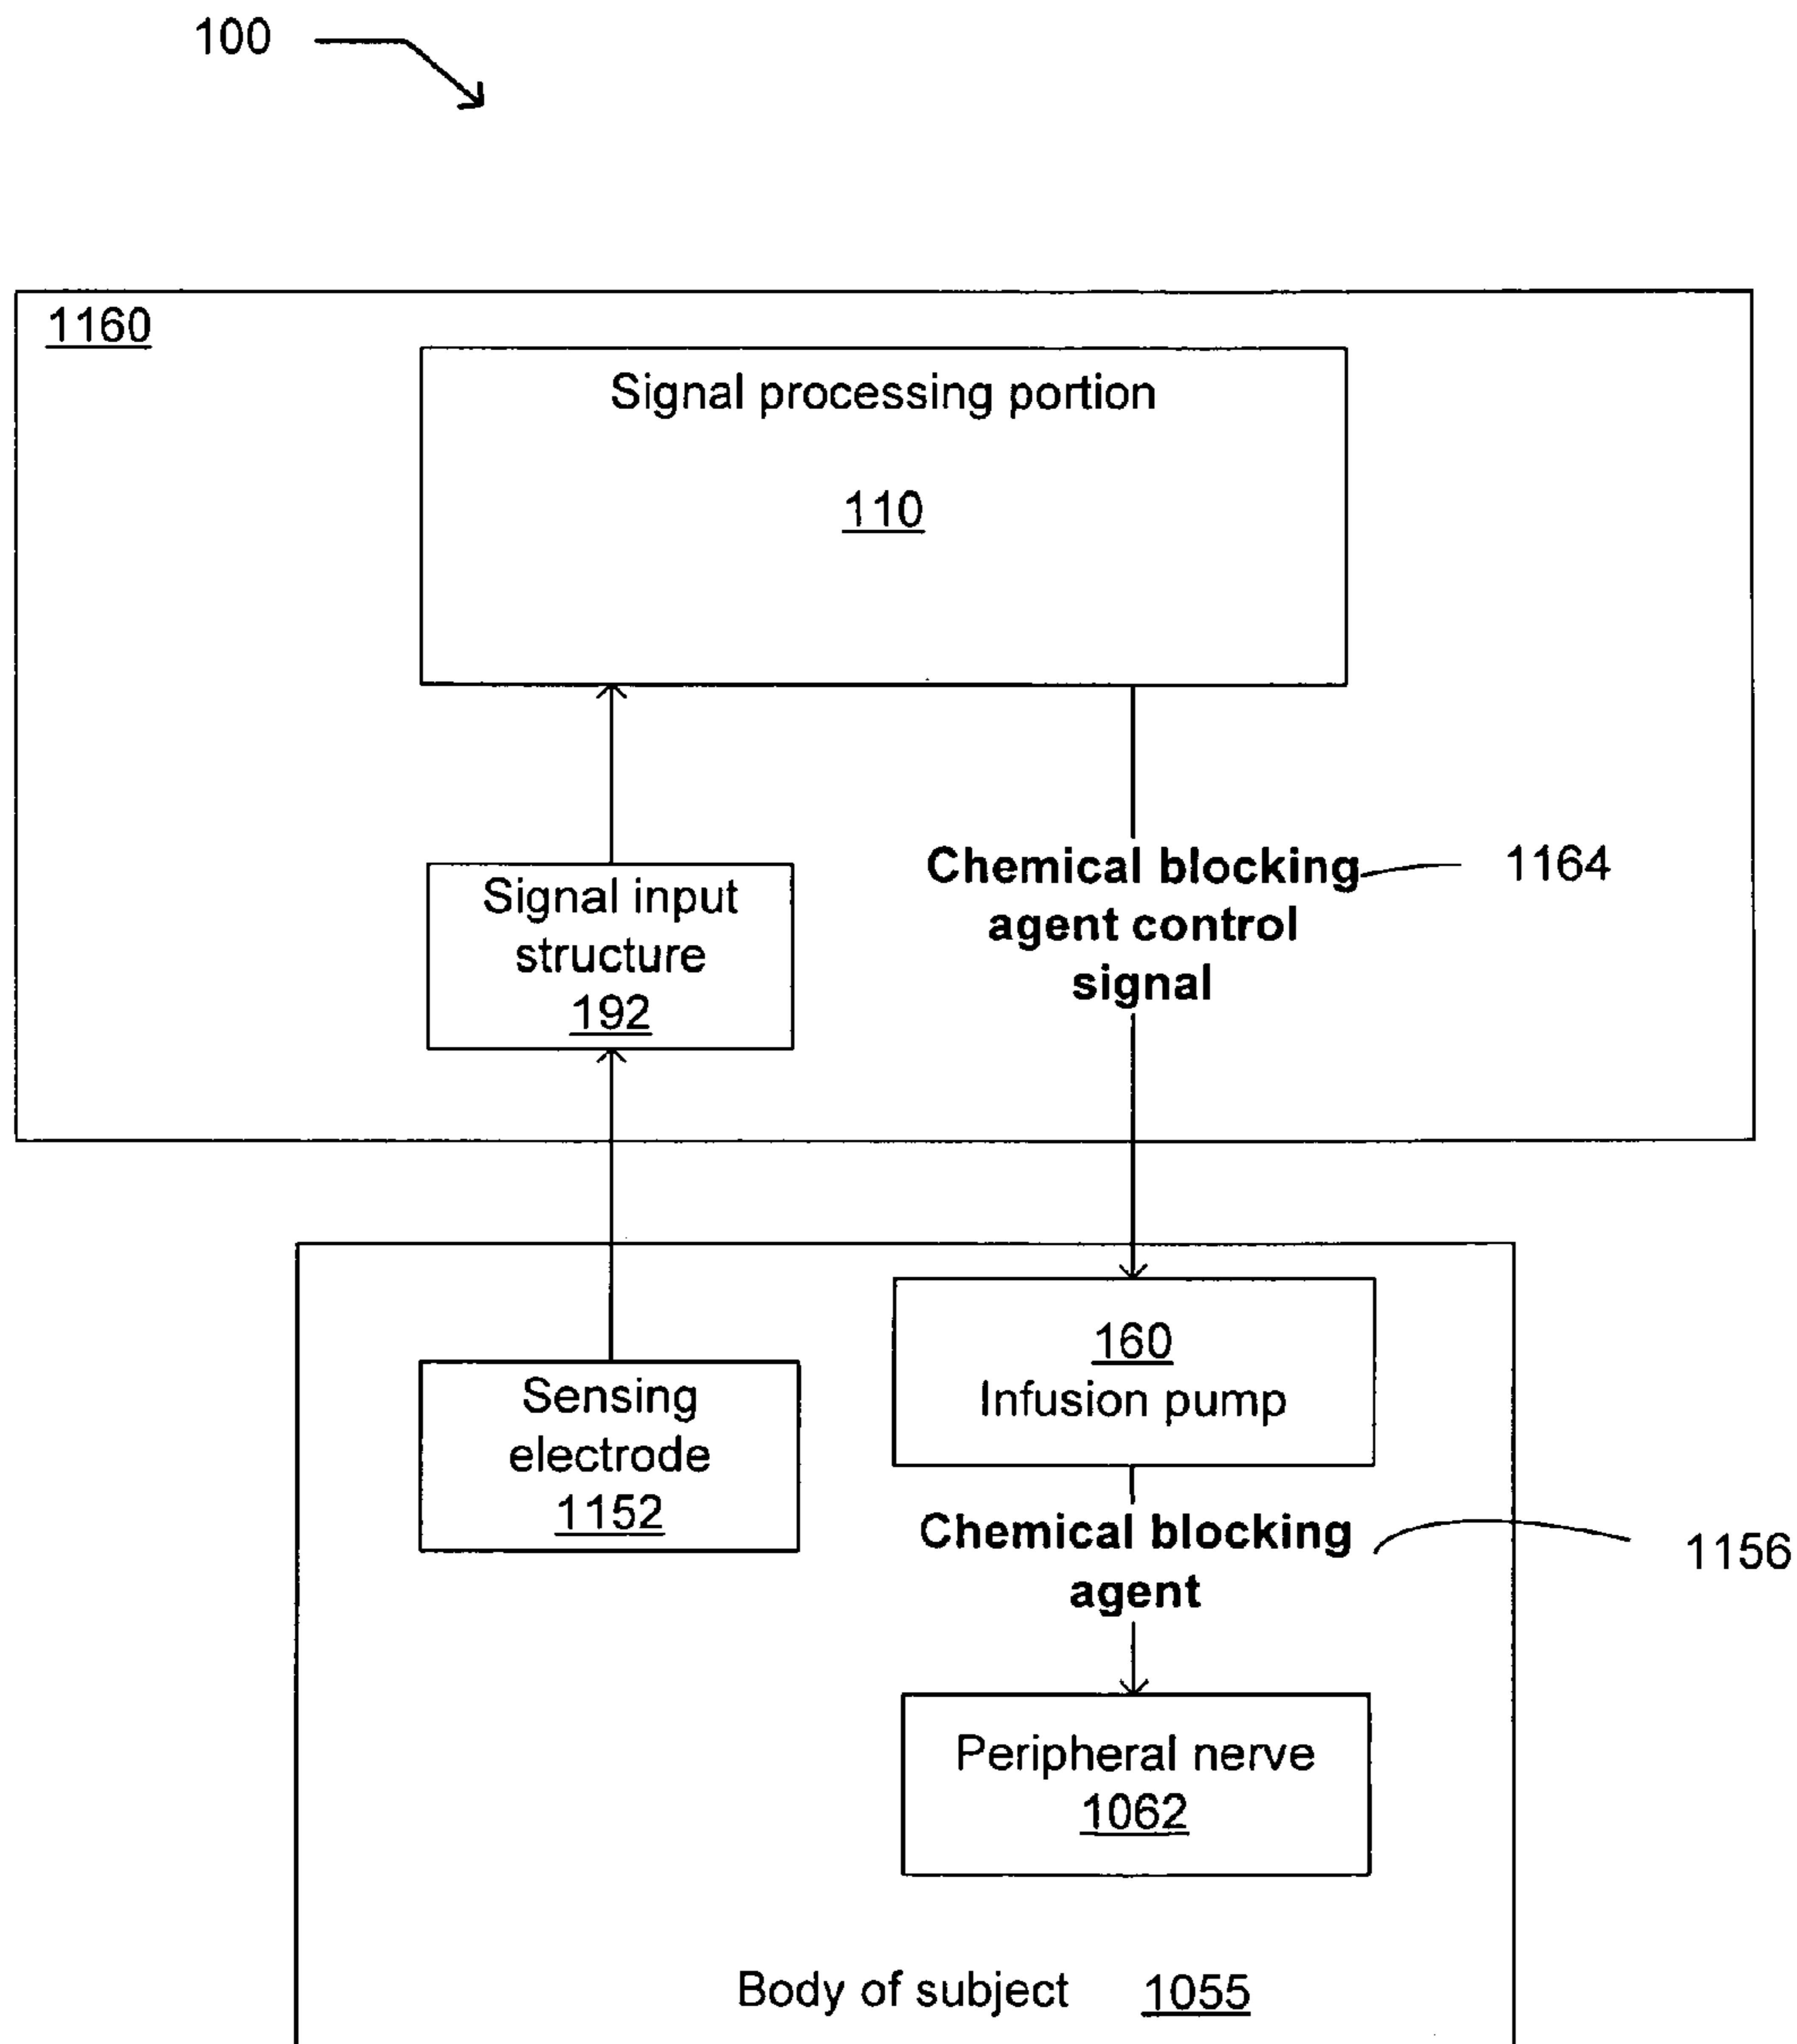 100
1160
Signal processing portion
110
Signal input
structure
192
Chemical blocking
agent control
signal
1164
160
Infusion pump
Sensing
electrode
1152
Chemical blocking
agent
1156
Peripheral nerve
1062
Body of subject 1055